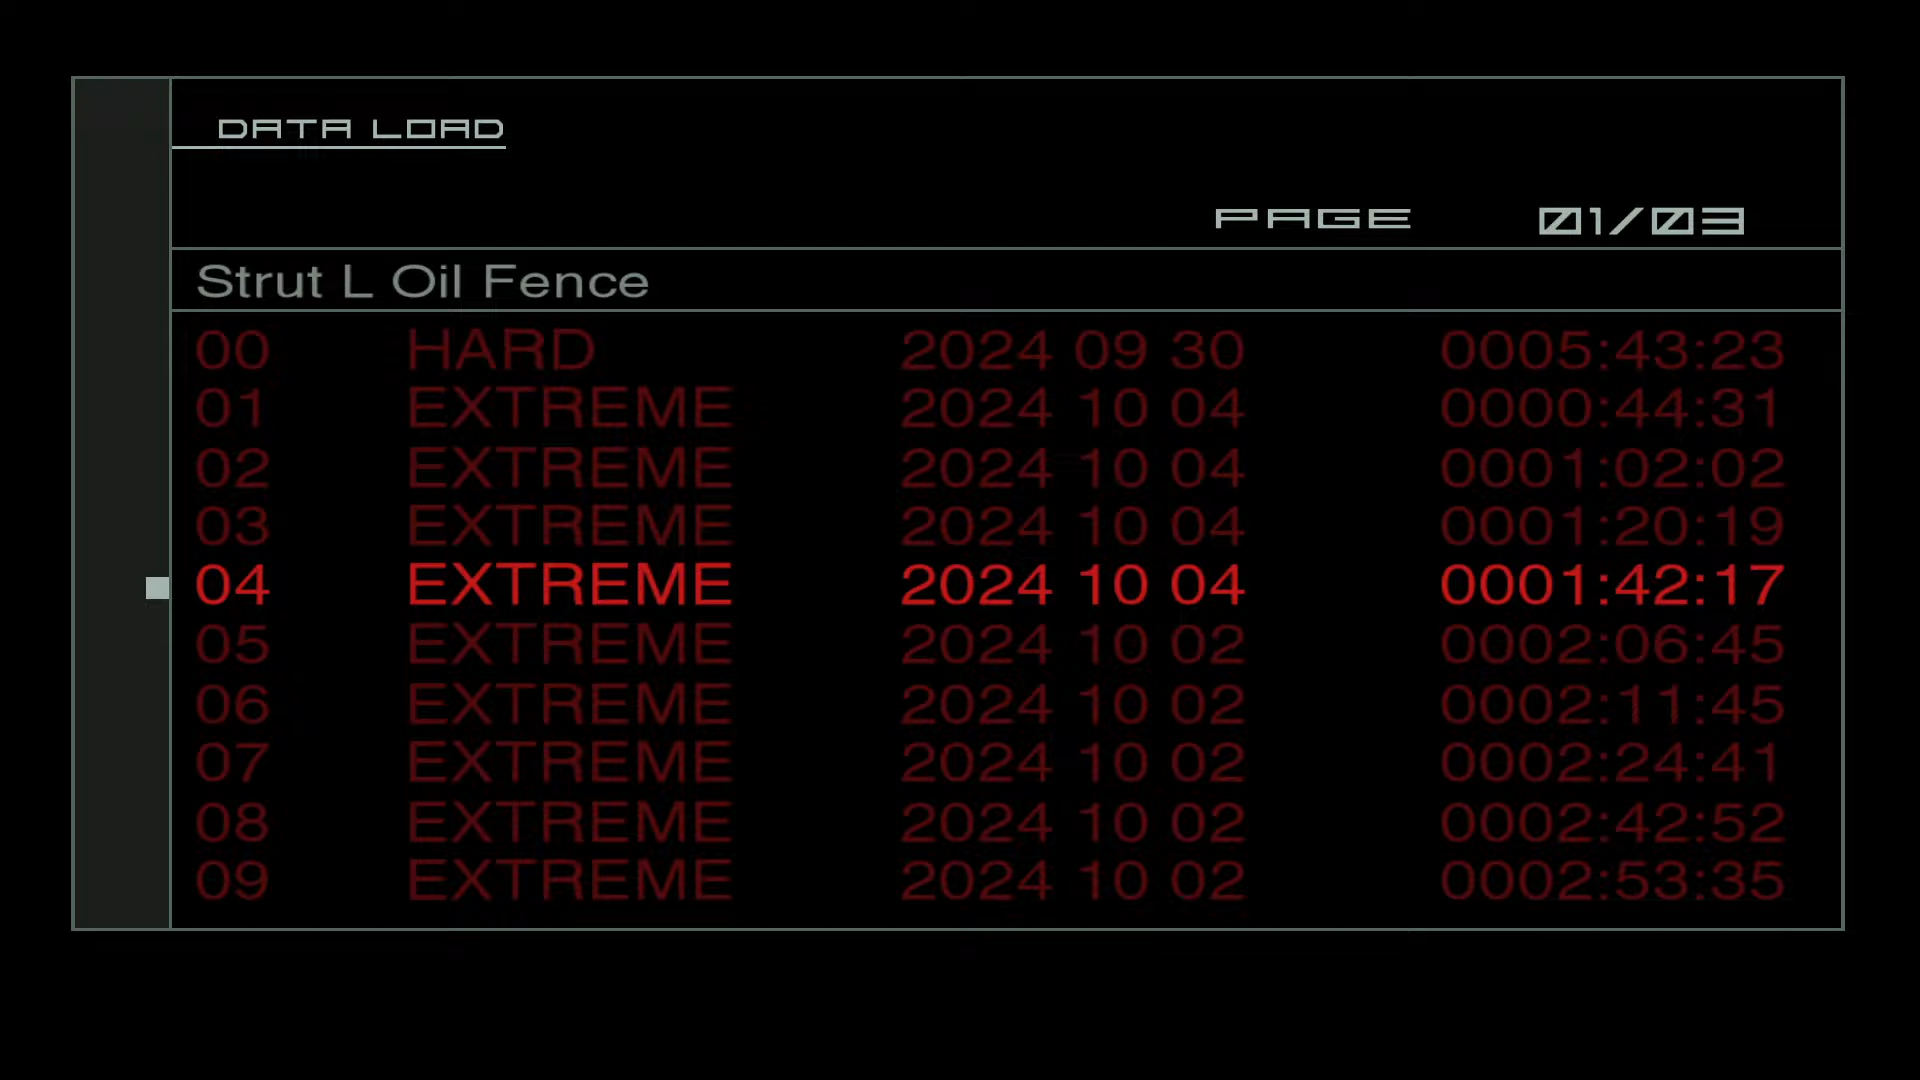 DATA LOAD
PAGE 01/03
Strut L Oil Fence
00 HARD 2024 09 30 0005:43:23
01 EXTREME 2024 10 04 0000:44:31
02 EXTREME 2024 10 04 0001:02:02
03 EXTREME 2024 10 04 0001:20:19
04 EXTREME 2024 10 04 0001:42:17
05 EXTREME 2024 10 02 0002:06:45
06 EXTREME 2024 10 02 0002:11:45
07 EXTREME 2024 10 02 0002:24:41
08 EXTREME 2024 10 02 0002:42:52
09 EXTREME 2024 10 02 0002:53:35